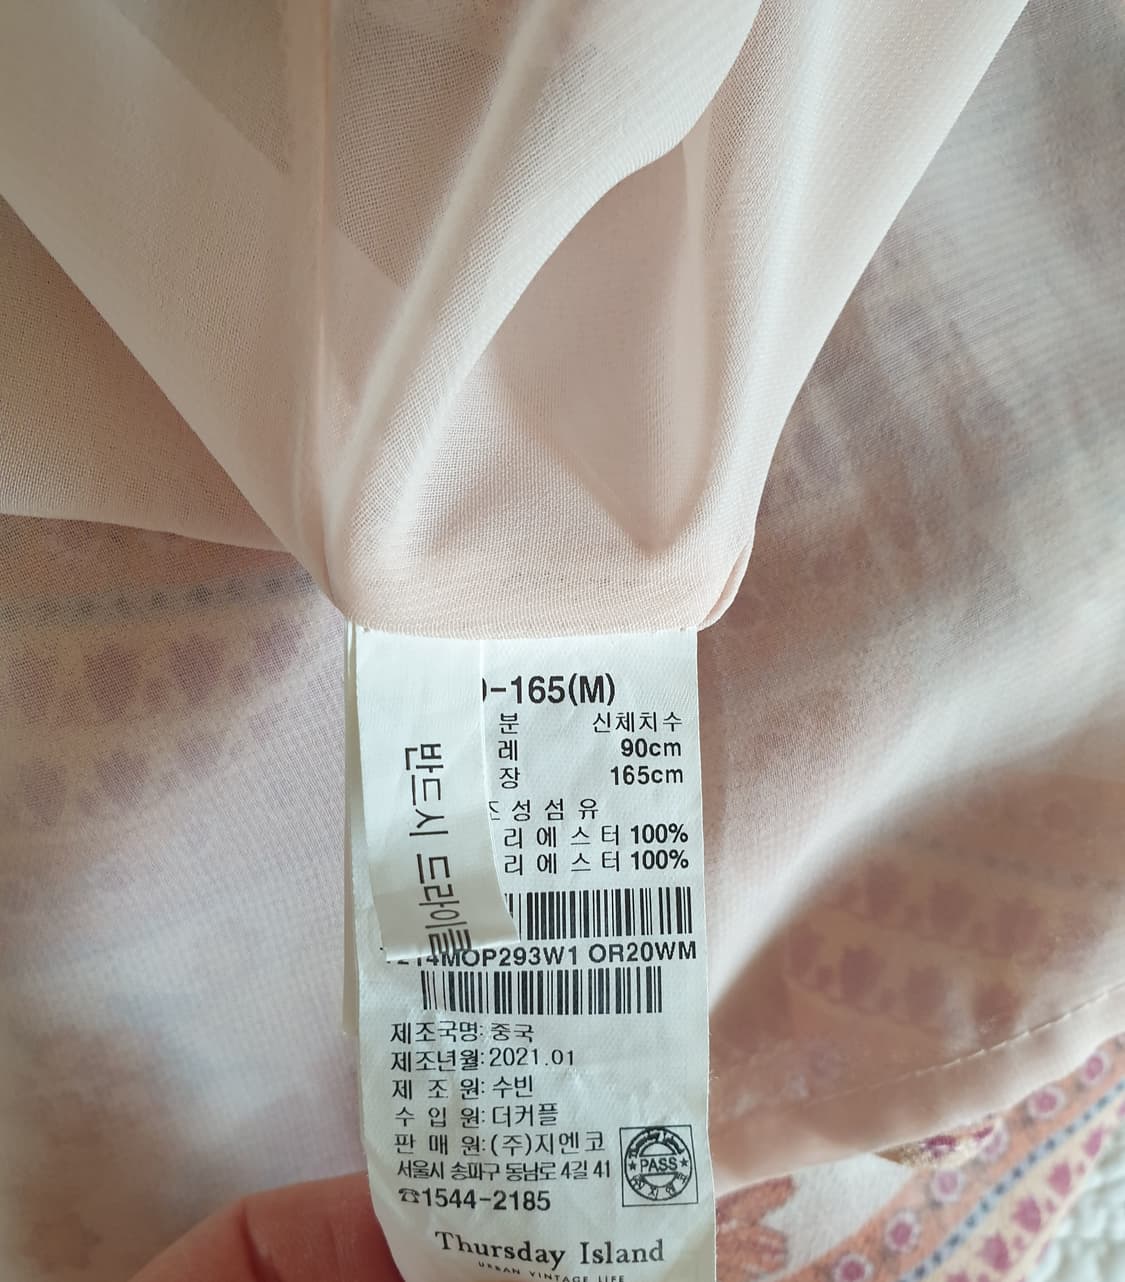 -165(M)
분 신체치수
레 90cm
장 165cm
조성섬유
리에스터 100%
리에스터 100%
반드시 드라이클
4MOP293W1 OR20WM
제조국명: 중국
제조년월: 2021.01
제 조 원: 수빈
수 입 원: 더커플
판 매 원: (주)지엔코
서울시 송파구 동남로 4길 41
☎1544-2185
PASS
Thursday Island
URBAN VINTAGE LIFE